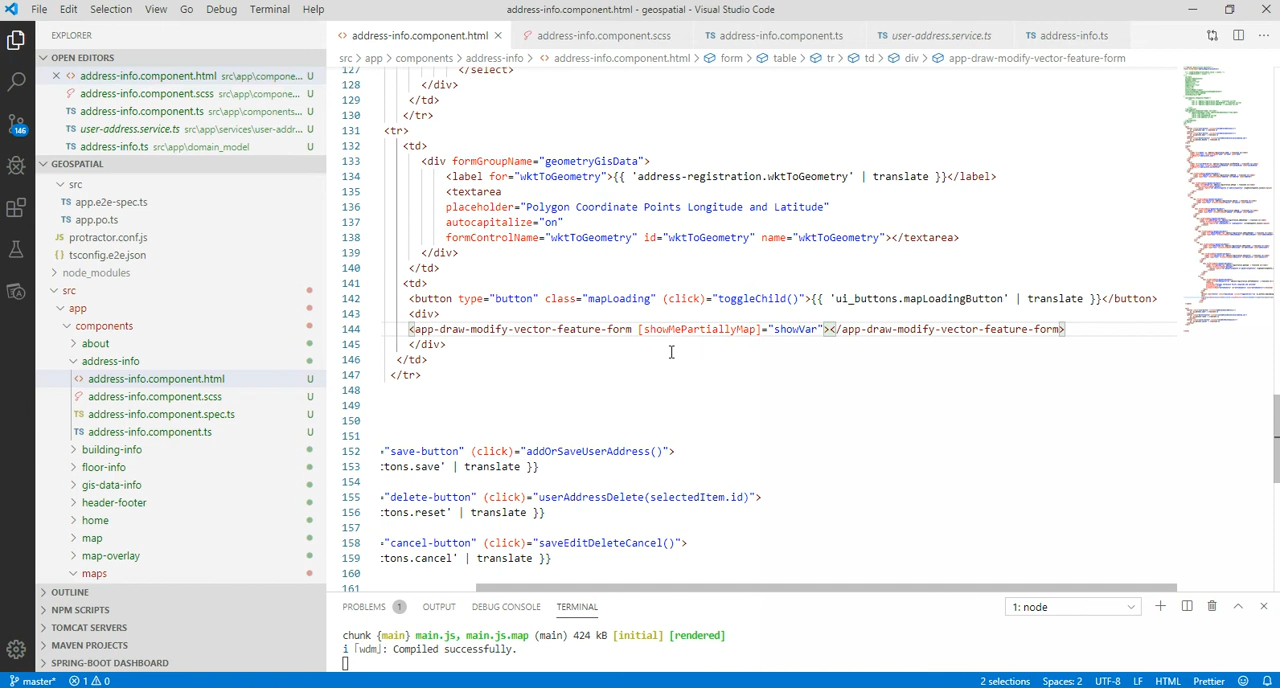 File Edit Selection View Go Debug Terminal Help address-info.component.html - geospatial - Visual Studio Code
EXPLORER
OPEN EDITORS
address-info.component.html src\app\compone... U
address-info.component.scss src\app\compone... U
TS address-info.component.ts src\app\components... U
TS user-address.service.ts src\app\services\user-addr... U
TS address-info.ts src\app\domain_model U
GEOSPATIAL
src
TS app.e2e-spec.ts
TS app.po.ts
JS protractor.conf.js
{} tsconfig.e2e.json
node_modules
src
app
components
about
address-info
address-info.component.html U
address-info.component.scss U
TS address-info.component.spec.ts U
TS address-info.component.ts U
building-info
floor-info
gis-data-info
header-footer
home
map
map-overlay
maps
OUTLINE
NPM SCRIPTS
TOMCAT SERVERS
MAVEN PROJECTS
SPRING-BOOT DASHBOARD
146
address-info.component.html address-info.component.scss TS address-info.component.ts TS user-address.service.ts TS address-info.ts
src > app > components > address-info > address-info.component.html > form > table > tr > td > div > app-draw-modify-vector-feature-form
127 </select>
128 </div>
129 </td>
130 </tr>
131 <tr>
132 <td>
133 <div formGroupName="geometryGisData">
134 <label for="wktToGeometry">{{ 'address-registration.wktToGeometry' | translate }}</label>
135 <textarea
136 placeholder="Polygon Coordinate Points Longitude and Latitude"
137 autocapitalize="on"
138 formControlName="wktToGeometry" id="wktToGeometry" name="wktToGeometry"></textarea>
139 </div>
140 </td>
141 <td>
142 <button type="button" class="mapLoading" (click)="toggleChild()">{{ 'ui_buttons.mapLoadingButton' | translate }}</button>
143 <div>
144 <app-draw-modify-vector-feature-form [showMePartiallyMap]="showVar"></app-draw-modify-vector-feature-form>
145 </div>
146 </td>
147 </tr>
148
149
150
151
152 ="save-button" (click)="addOrSaveUserAddress()">
153 :tons.save' | translate }}
154
155 ="delete-button" (click)="userAddressDelete(selectedItem.id)">
156 :tons.reset' | translate }}
157
158 ="cancel-button" (click)="saveEditDeleteCancel()">
159 :tons.cancel' | translate }}
160
161
PROBLEMS 1 OUTPUT DEBUG CONSOLE TERMINAL 1: node
chunk {main} main.js, main.js.map (main) 424 kB [initial] [rendered]
i ｢wdm｣: Compiled successfully.
master* 1 0 2 selections Spaces: 2 UTF-8 LF HTML Prettier